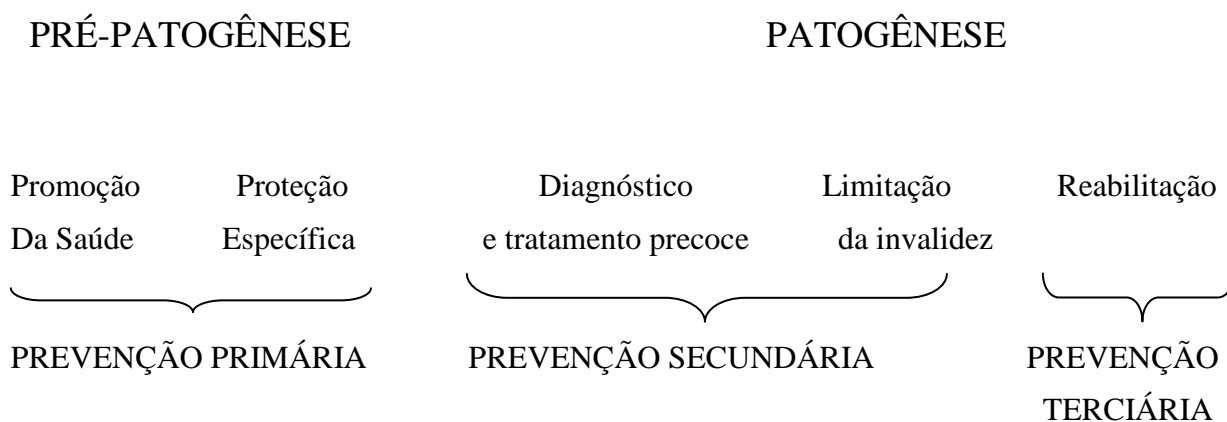 PRÉ-PATOGÊNESE PATOGÊNESE
Promoção Proteção Diagnóstico Limitação Reabilitação
Da Saúde Específica e tratamento precoce da invalidez
PREVENÇÃO PRIMÁRIA PREVENÇÃO SECUNDÁRIA PREVENÇÃO
TERCIÁRIA